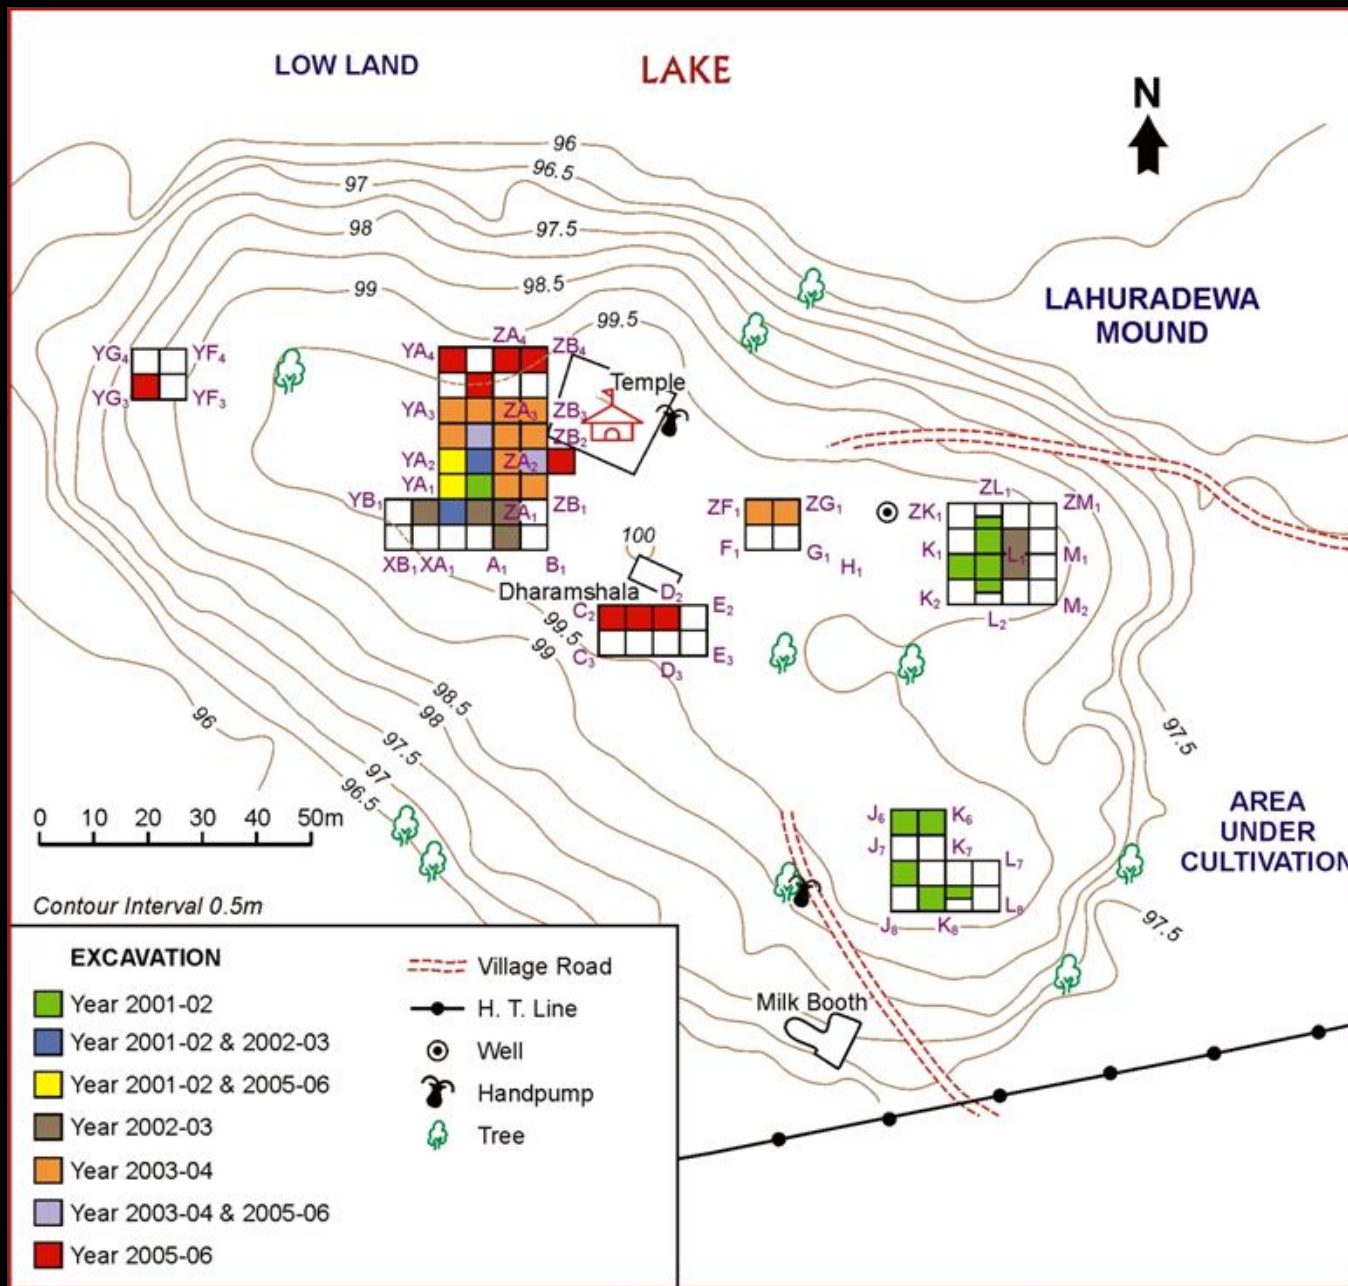 LOW LAND
LAKE
N
96
96.5
97
98
97.5
99
98.5
99.5
LAHURADEWA
MOUND
YG₄
YF₄
YG₃
YF₃
YA₄
ZA₄
ZB₄
Temple
YA₃
ZA₃
ZB₃
ZB₂
YA₂
ZA₂
YA₁
YB₁
ZA₁
ZB₁
XB₁
XA₁
A₁
B₁
100
Dharamshala
ZF₁
ZG₁
F₁
G₁
H₁
ZL₁
ZK₁
ZM₁
K₁
L₁
M₁
K₂
L₂
M₂
C₂
D₂
E₂
C₃
D₃
E₃
99.5
99
98.5
98
97.5
97
96.5
96
97.5
J₆
K₆
J₇
K₇
L₇
J₈
K₈
L₈
97.5
AREA
UNDER
CULTIVATION
0 10 20 30 40 50m
Contour Interval 0.5m
Milk Booth
EXCAVATION
Year 2001-02
Year 2001-02 & 2002-03
Year 2001-02 & 2005-06
Year 2002-03
Year 2003-04
Year 2003-04 & 2005-06
Year 2005-06
Village Road
H. T. Line
Well
Handpump
Tree